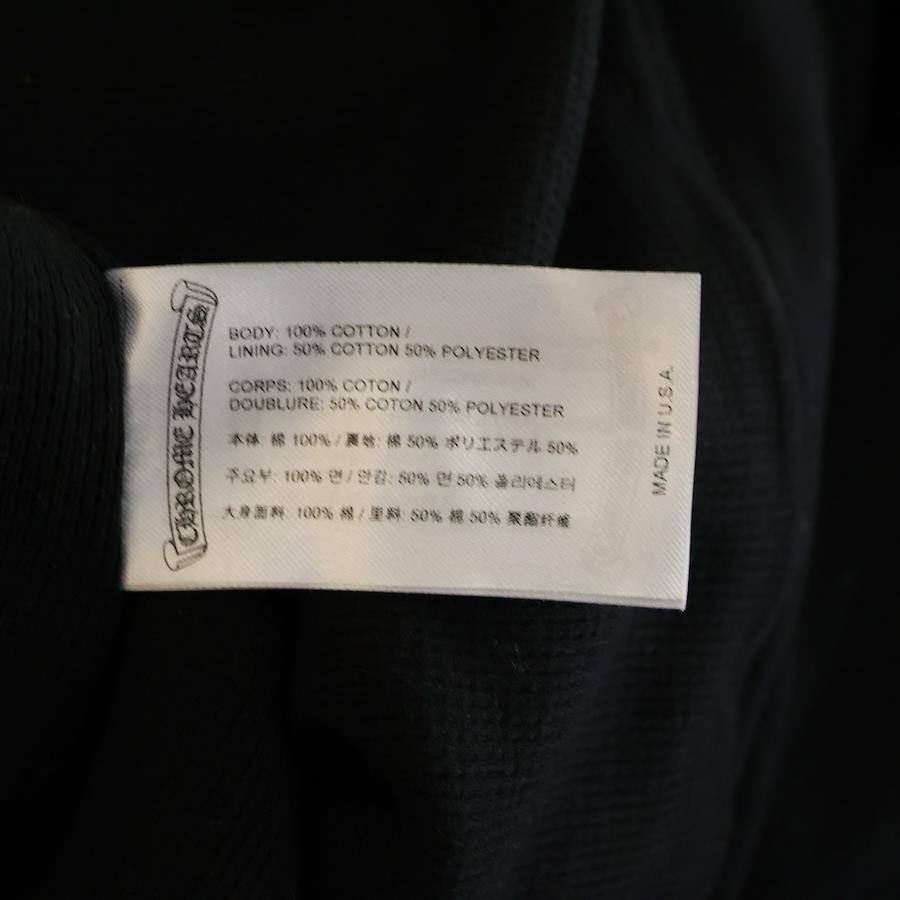 CHROME HEARTS
BODY: 100% COTTON /
LINING: 50% COTTON 50% POLYESTER
CORPS: 100% COTON /
DOUBLURE: 50% COTON 50% POLYESTER
本体: 綿 100% / 裏地: 綿 50% ポリエステル 50%
주요부: 100% 면 / 안감: 50% 면 50% 폴리에스터
大身面料: 100% 棉 / 里料: 50% 棉 50% 聚酯纤维
MADE IN U.S.A.